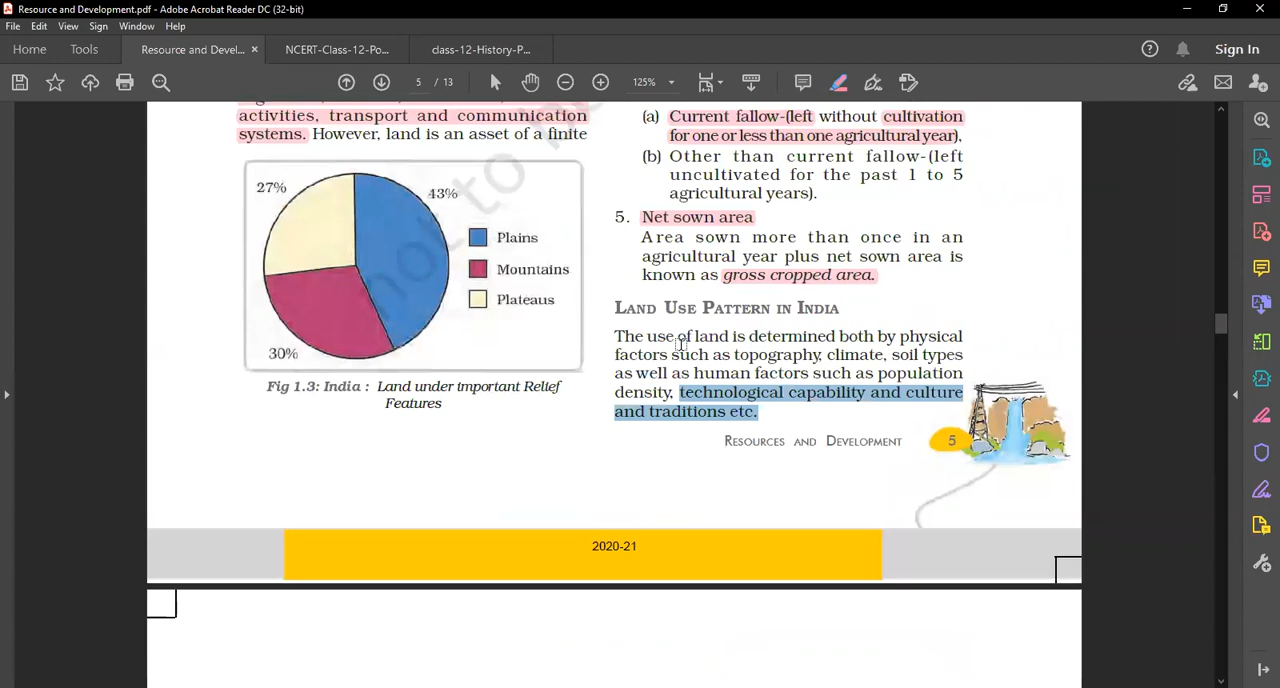 Resource and Development.pdf - Adobe Acrobat Reader DC (32-bit)
File Edit View Sign Window Help
Home Tools Resource and Devel... × NCERT-Class-12-Po... class-12-History-P... Sign In
5 / 13 125%
activities, transport and communication
systems. However, land is an asset of a finite
27%
43%
Plains
Mountains
Plateaus
30%
Fig 1.3: India : Land under important Relief
Features
(a) Current fallow-(left without cultivation
for one or less than one agricultural year),
(b) Other than current fallow-(left
uncultivated for the past 1 to 5
agricultural years).
5. Net sown area
Area sown more than once in an
agricultural year plus net sown area is
known as gross cropped area.
LAND USE PATTERN IN INDIA
The use of land is determined both by physical
factors such as topography, climate, soil types
as well as human factors such as population
density, technological capability and culture
and traditions etc.
RESOURCES AND DEVELOPMENT 5
2020-21
not to